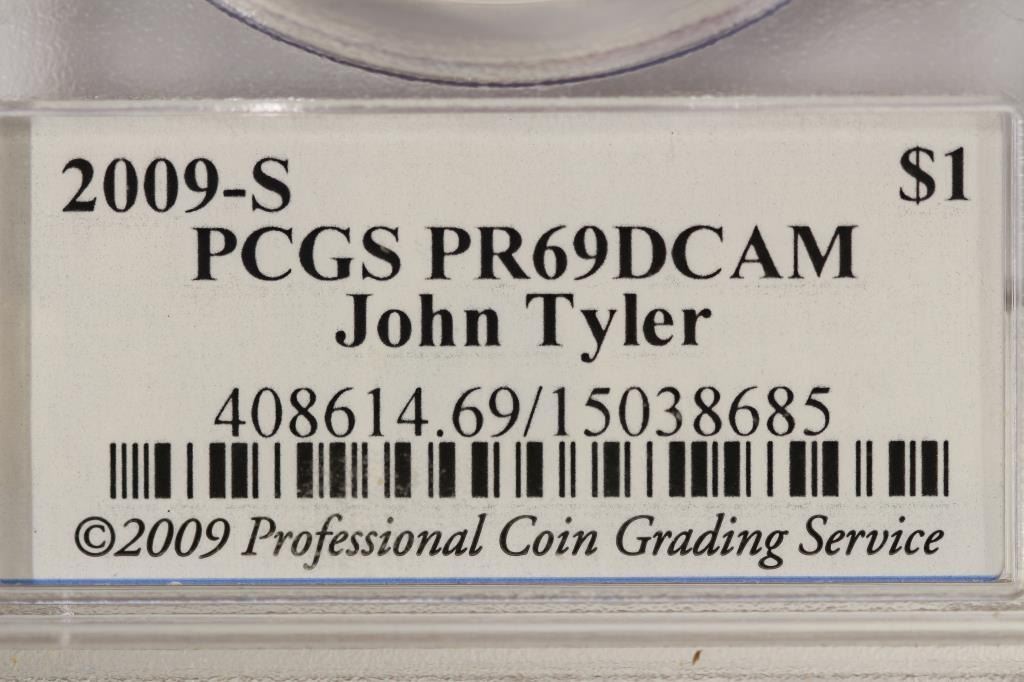 2009-S $1
PCGS PR69DCAM
John Tyler
408614.69/15038685
©2009 Professional Coin Grading Service